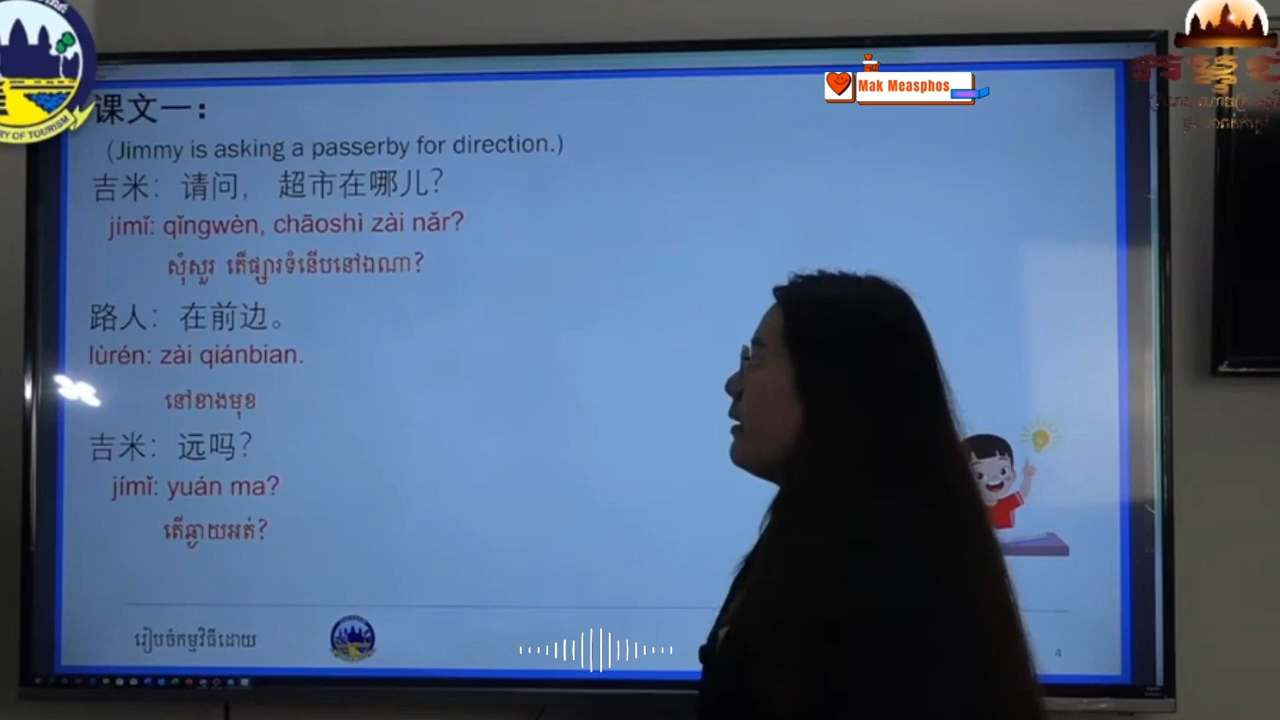 RY OF TOURISM
Mak Measphos
课文一：
(Jimmy is asking a passerby for direction.)
吉米：请问， 超市在哪儿？
jímǐ: qǐngwèn, chāoshì zài nǎr?
សុំសួរ តើផ្សារទំនើបនៅឯណា?
路人：在前边。
lùrén: zài qiánbian.
នៅខាងមុខ
吉米：远吗？
jímǐ: yuán ma?
តើឆ្ងាយអត់?
រៀបចំកម្មវិធីដោយ
4